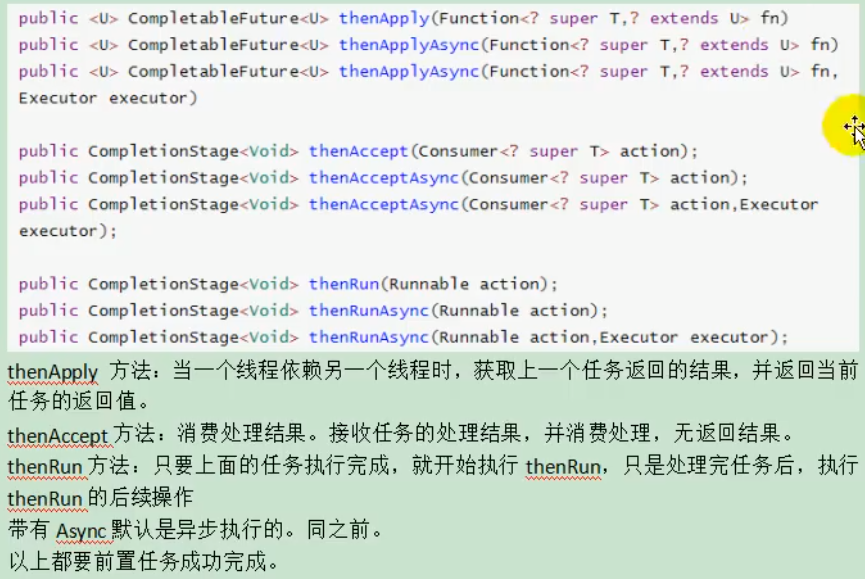 public <U> CompletableFuture<U> thenApply(Function<? super T,? extends U> fn)
public <U> CompletableFuture<U> thenApplyAsync(Function<? super T,? extends U> fn)
public <U> CompletableFuture<U> thenApplyAsync(Function<? super T,? extends U> fn,
Executor executor)
public CompletionStage<Void> thenAccept(Consumer<? super T> action);
public CompletionStage<Void> thenAcceptAsync(Consumer<? super T> action);
public CompletionStage<Void> thenAcceptAsync(Consumer<? super T> action,Executor
executor);
public CompletionStage<Void> thenRun(Runnable action);
public CompletionStage<Void> thenRunAsync(Runnable action);
public CompletionStage<Void> thenRunAsync(Runnable action,Executor executor);
thenApply 方法：当一个线程依赖另一个线程时，获取上一个任务返回的结果，并返回当前
任务的返回值。
thenAccept 方法：消费处理结果。接收任务的处理结果，并消费处理，无返回结果。
thenRun 方法：只要上面的任务执行完成，就开始执行 thenRun，只是处理完任务后，执行
thenRun 的后续操作
带有 Async 默认是异步执行的。同之前。
以上都要前置任务成功完成。